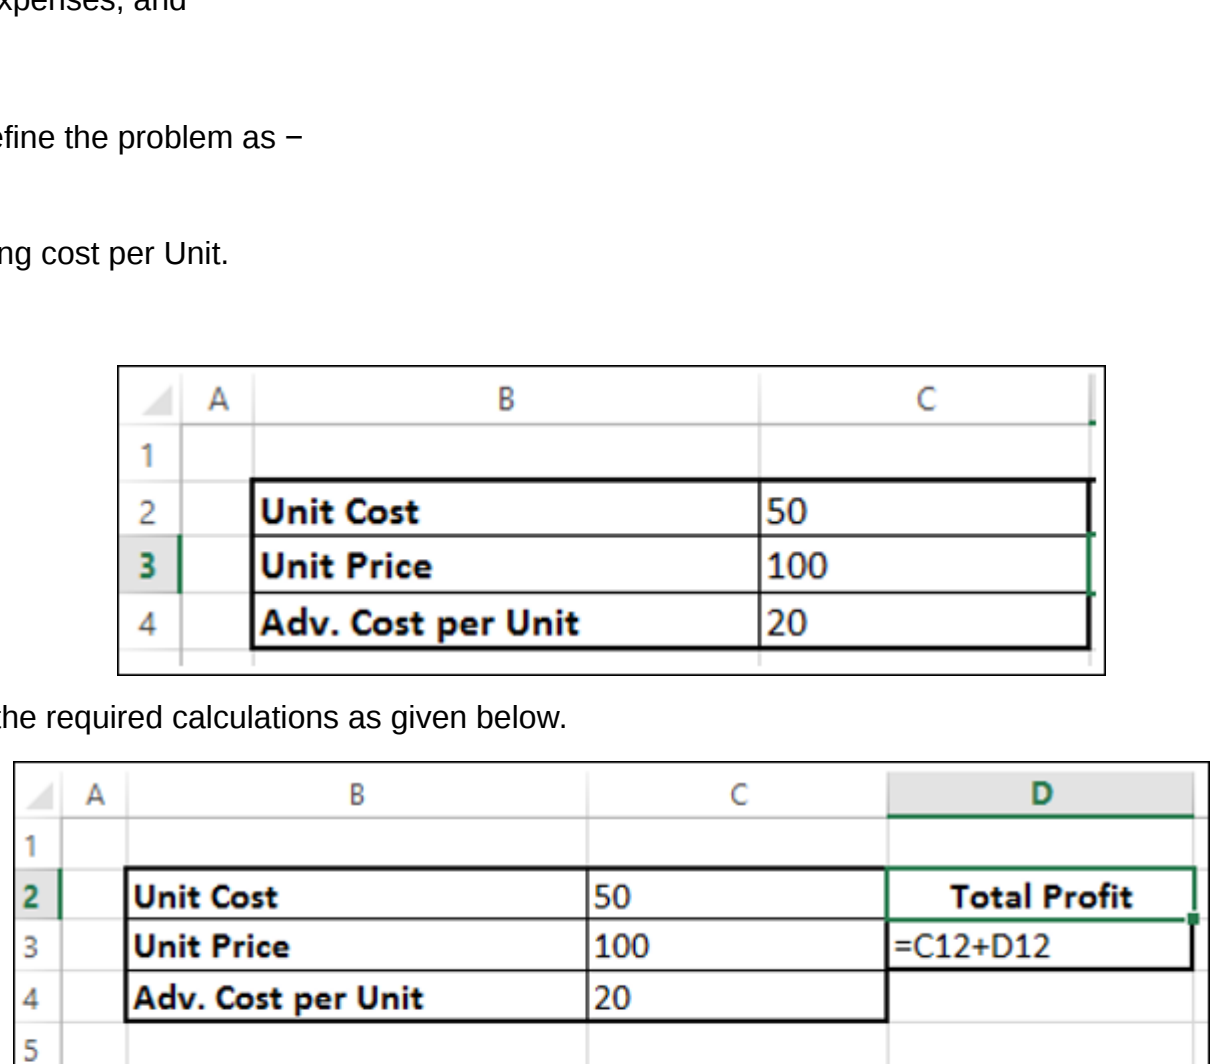 xpenses, and
efine the problem as −
ng cost per Unit.
A B C
1
2 Unit Cost 50
3 Unit Price 100
4 Adv. Cost per Unit 20
the required calculations as given below.
A B C D
1
2 Unit Cost 50 Total Profit
3 Unit Price 100 =C12+D12
4 Adv. Cost per Unit 20
5